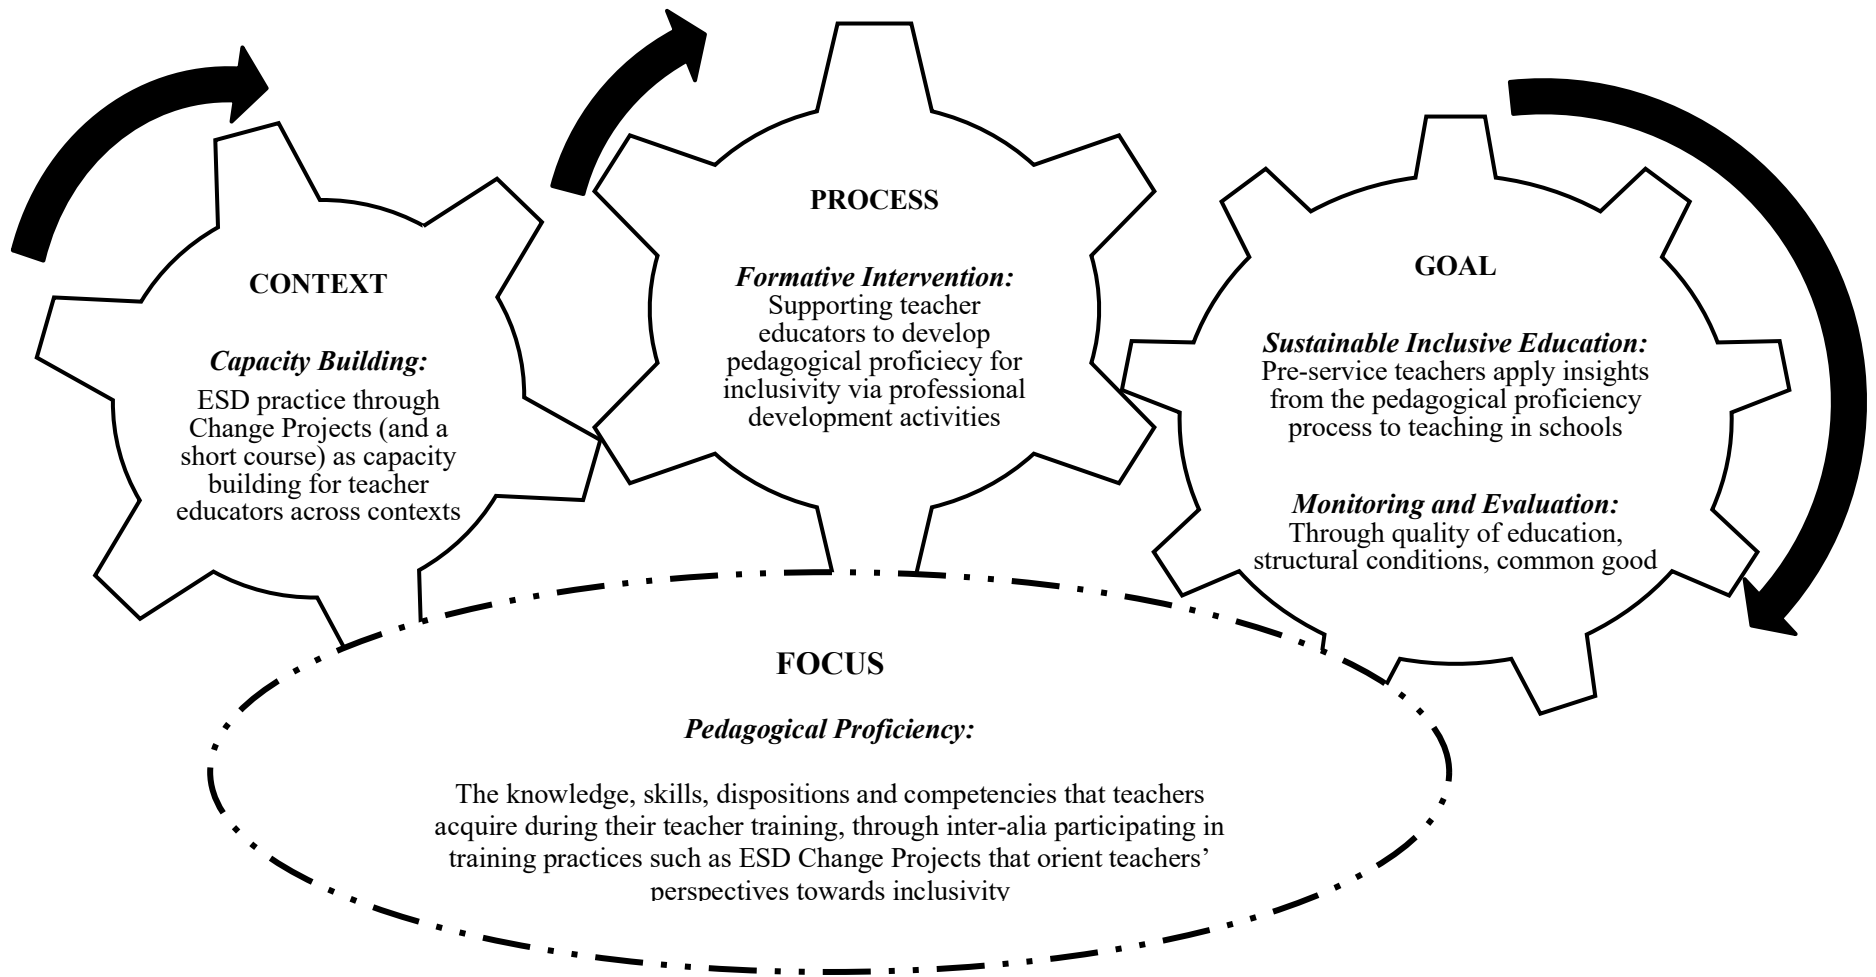 CONTEXT
Capacity Building:
ESD practice through
Change Projects (and a
short course) as capacity
building for teacher
educators across contexts
PROCESS
Formative Intervention:
Supporting teacher
educators to develop
pedagogical proficiecy for
inclusivity via professional
development activities
GOAL
Sustainable Inclusive Education:
Pre-service teachers apply insights
from the pedagogical proficiency
process to teaching in schools
Monitoring and Evaluation:
Through quality of education,
structural conditions, common good
FOCUS
Pedagogical Proficiency:
The knowledge, skills, dispositions and competencies that teachers
acquire during their teacher training, through inter-alia participating in
training practices such as ESD Change Projects that orient teachers’
perspectives towards inclusivity